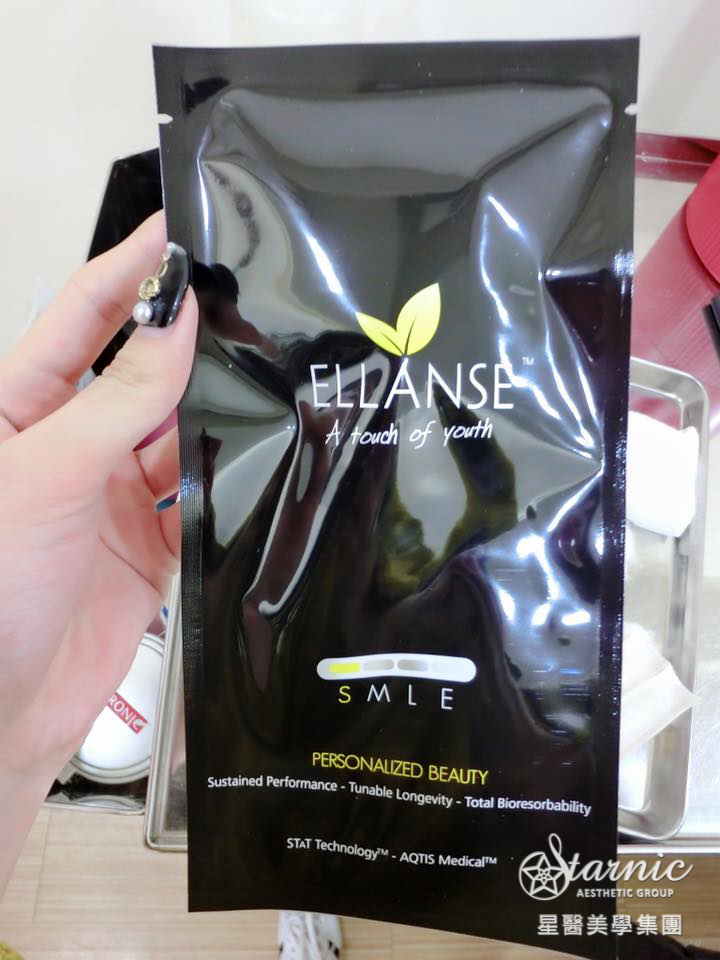 ELLANSE™
A touch of youth
S M L E
PERSONALIZED BEAUTY
Sustained Performance - Tunable Longevity - Total Bioresorbability
STAT Technology™ - AQTIS Medical™
RONIC
Starnic
AESTHETIC GROUP
星醫美學集團